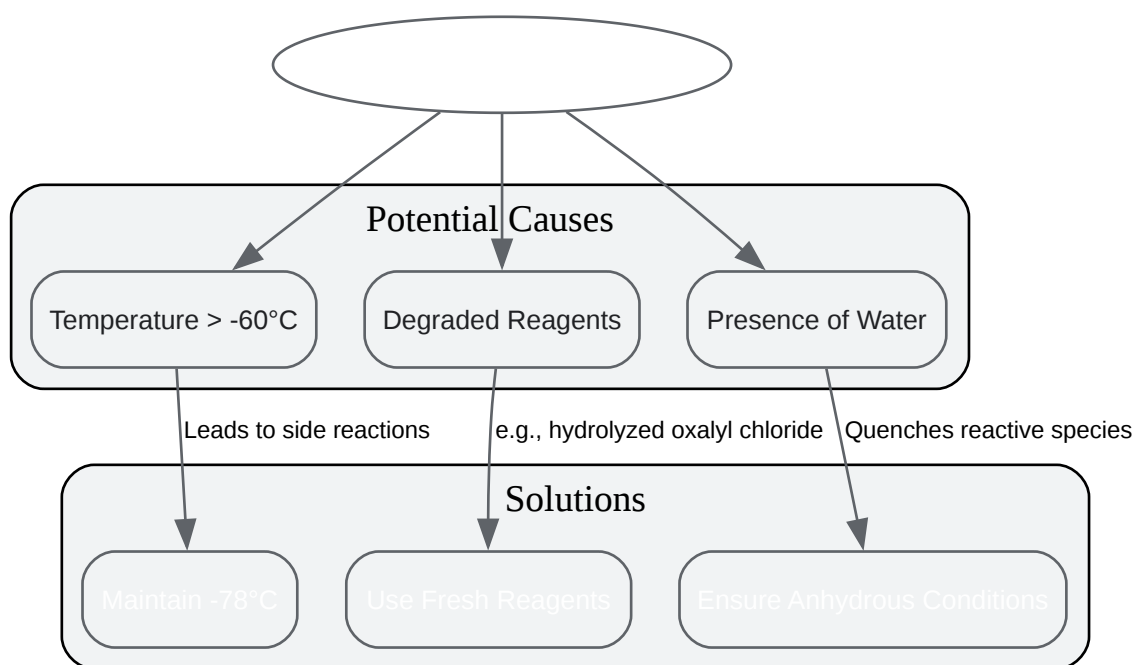 Potential Causes
Temperature > -60°C
Degraded Reagents
Presence of Water
Leads to side reactions
e.g., hydrolyzed oxalyl chloride
Quenches reactive species
Solutions
Maintain -78°C
Use Fresh Reagents
Ensure Anhydrous Conditions